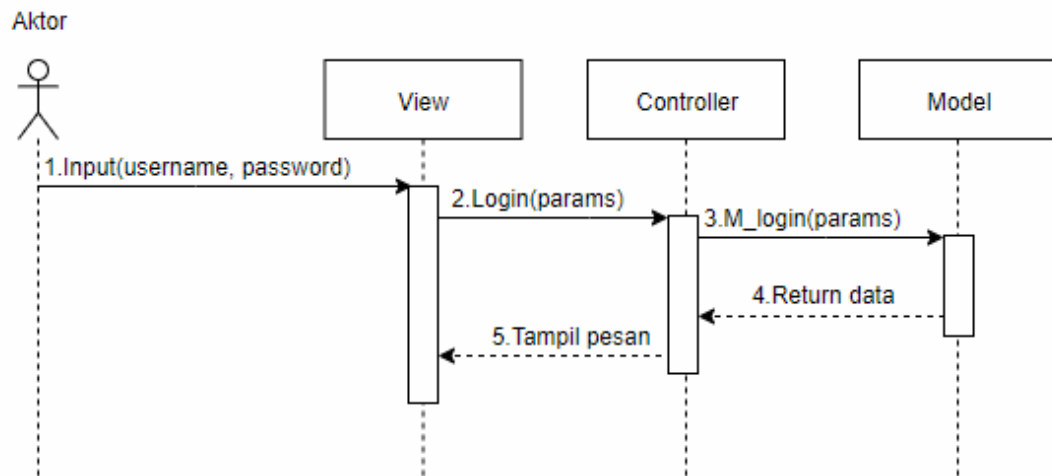 Aktor
View
Controller
Model
1.Input(username, password)
2.Login(params)
3.M_login(params)
4.Return data
5.Tampil pesan